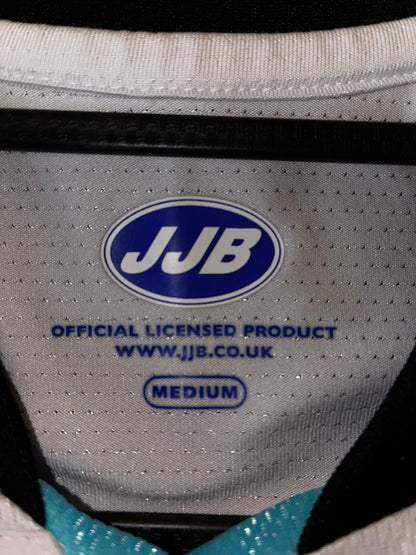 JJB
OFFICIAL LICENSED PRODUCT
WWW.JJB.CO.UK
MEDIUM